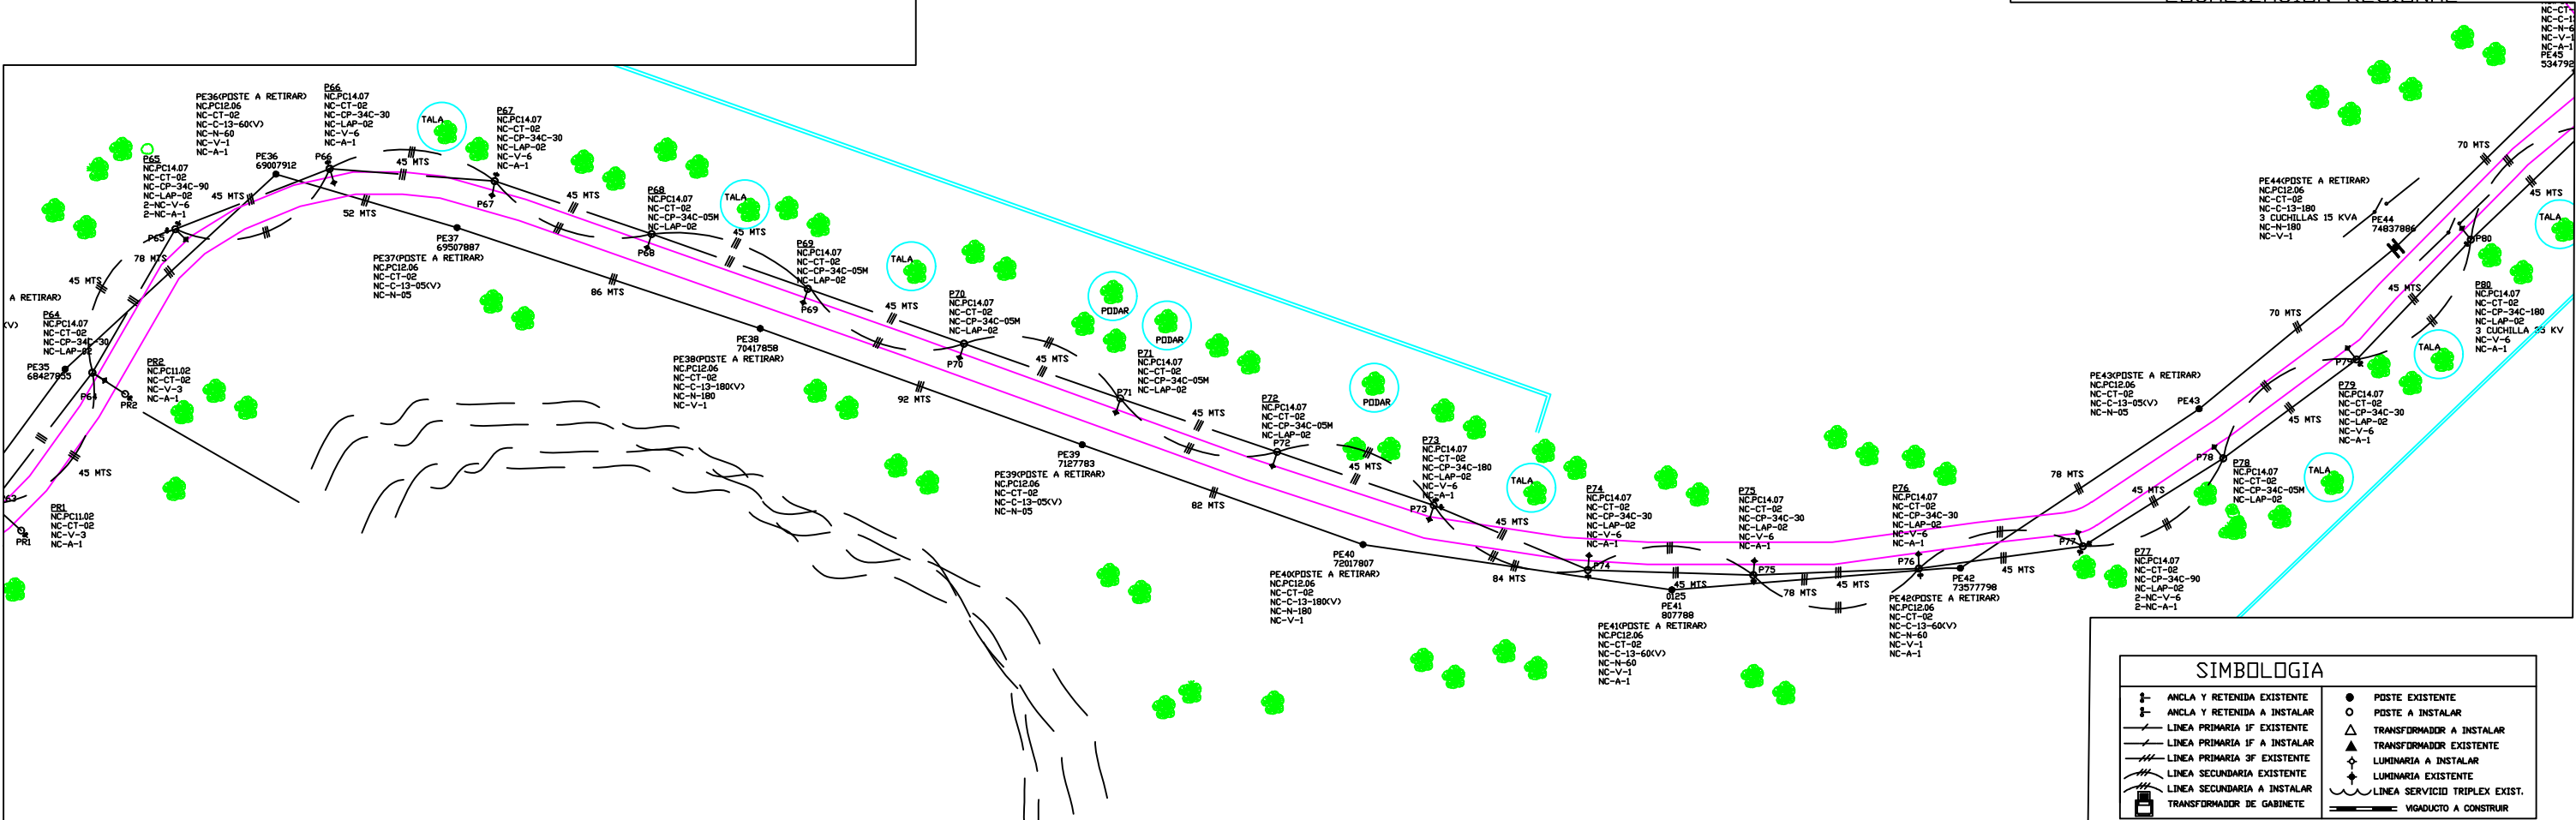 LOCALIZACION REGIONAL
NC-CT-
NC-C-1
NC-N-6
NC-V-1
NC-A-1
PE45
534792
PE36(POSTE A RETIRAR)
NC.PC12.06
NC-CT-02
NC-C-13-60(V)
NC-N-60
NC-V-1
NC-A-1
PE36
69007912
P66
NC.PC14.07
NC-CT-02
NC-CP-34C-30
NC-LAP-02
NC-V-6
NC-A-1
P66
TALA
45 MTS
P67
NC.PC14.07
NC-CT-02
NC-CP-34C-30
NC-LAP-02
NC-V-6
NC-A-1
P67
P65
NC.PC14.07
NC-CT-02
NC-CP-34C-90
NC-LAP-02
2-NC-V-6
2-NC-A-1
P65
45 MTS
52 MTS
78 MTS
45 MTS
A RETIRAR)
(V)
P64
NC.PC14.07
NC-CT-02
NC-CP-34C-30
NC-LAP-02
PE35
68427855
P64
PR2
NC.PC11.02
NC-CT-02
NC-V-3
NC-A-1
PR2
45 MTS
P63
PR1
NC.PC11.02
NC-CT-02
NC-V-3
NC-A-1
PR1
PE37
69507887
PE37(POSTE A RETIRAR)
NC.PC12.06
NC-CT-02
NC-C-13-05(V)
NC-N-05
45 MTS
86 MTS
P68
NC.PC14.07
NC-CT-02
NC-CP-34C-05M
NC-LAP-02
P68
TALA
45 MTS
P69
NC.PC14.07
NC-CT-02
NC-CP-34C-05M
NC-LAP-02
P69
PE38
70417858
PE38(POSTE A RETIRAR)
NC.PC12.06
NC-CT-02
NC-C-13-180(V)
NC-N-180
NC-V-1
TALA
45 MTS
92 MTS
P70
NC.PC14.07
NC-CT-02
NC-CP-34C-05M
NC-LAP-02
P70
45 MTS
PODAR
PODAR
P71
NC.PC14.07
NC-CT-02
NC-CP-34C-05M
NC-LAP-02
P71
PE39
7127783
PE39(POSTE A RETIRAR)
NC.PC12.06
NC-CT-02
NC-C-13-05(V)
NC-N-05
45 MTS
82 MTS
P72
NC.PC14.07
NC-CT-02
NC-CP-34C-05M
NC-LAP-02
P72
PODAR
45 MTS
P73
NC.PC14.07
NC-CT-02
NC-CP-34C-180
NC-LAP-02
NC-V-6
NC-A-1
P73
PE40
72017807
PE40(POSTE A RETIRAR)
NC.PC12.06
NC-CT-02
NC-C-13-180(V)
NC-N-180
NC-V-1
TALA
45 MTS
84 MTS
P74
NC.PC14.07
NC-CT-02
NC-CP-34C-30
NC-LAP-02
NC-V-6
NC-A-1
P74
45 MTS
0125
PE41
807788
PE41(POSTE A RETIRAR)
NC.PC12.06
NC-CT-02
NC-C-13-60(V)
NC-N-60
NC-V-1
NC-A-1
P75
NC.PC14.07
NC-CT-02
NC-CP-34C-30
NC-LAP-02
NC-V-6
NC-A-1
P75
78 MTS
45 MTS
P76
NC.PC14.07
NC-CT-02
NC-CP-34C-30
NC-LAP-02
NC-V-6
NC-A-1
P76
PE42
73577798
PE42(POSTE A RETIRAR)
NC.PC12.06
NC-CT-02
NC-C-13-60(V)
NC-N-60
NC-V-1
NC-A-1
45 MTS
78 MTS
P77
P77
NC.PC14.07
NC-CT-02
NC-CP-34C-90
NC-LAP-02
2-NC-V-6
2-NC-A-1
45 MTS
P78
P78
NC.PC14.07
NC-CT-02
NC-CP-34C-05M
NC-LAP-02
TALA
PE43(POSTE A RETIRAR)
NC.PC12.06
NC-CT-02
NC-C-13-05(V)
NC-N-05
PE43
45 MTS
70 MTS
P79
P79
NC.PC14.07
NC-CT-02
NC-CP-34C-30
NC-LAP-02
NC-V-6
NC-A-1
TALA
45 MTS
PE44(POSTE A RETIRAR)
NC.PC12.06
NC-CT-02
NC-C-13-180
3 CUCHILLAS 15 KVA
NC-N-180
NC-V-1
PE44
74837886
70 MTS
P80
P80
NC.PC14.07
NC-CT-02
NC-CP-34C-180
NC-LAP-02
3 CUCHILLA 35 KV
NC-V-6
NC-A-1
45 MTS
TALA
SIMBOLOGIA
ANCLA Y RETENIDA EXISTENTE
ANCLA Y RETENIDA A INSTALAR
LINEA PRIMARIA 1F EXISTENTE
LINEA PRIMARIA 1F A INSTALAR
LINEA PRIMARIA 3F EXISTENTE
LINEA SECUNDARIA EXISTENTE
LINEA SECUNDARIA A INSTALAR
TRANSFORMADOR DE GABINETE
POSTE EXISTENTE
POSTE A INSTALAR
TRANSFORMADOR A INSTALAR
TRANSFORMADOR EXISTENTE
LUMINARIA A INSTALAR
LUMINARIA EXISTENTE
LINEA SERVICIO TRIPLEX EXIST.
VIGADUCTO A CONSTRUIR